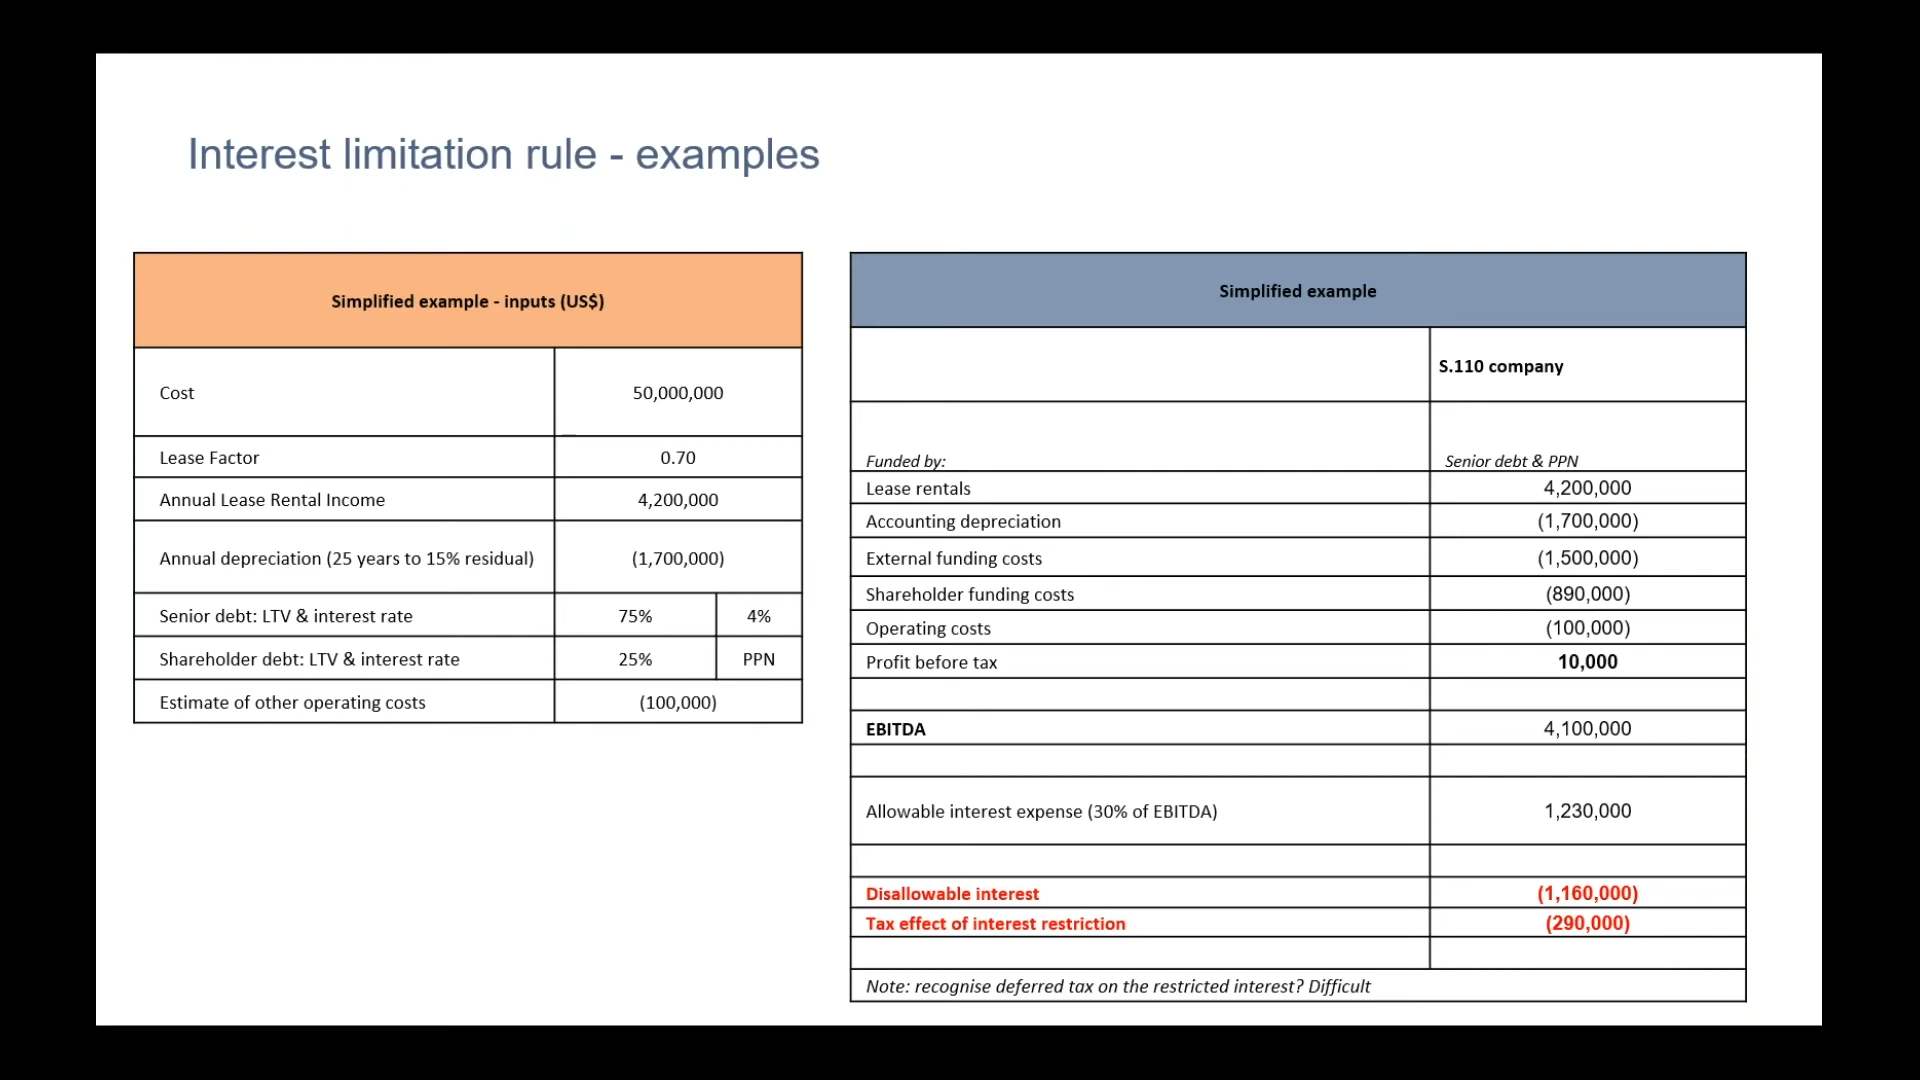 Interest limitation rule - examples
Simplified example - inputs (US$)
Cost 50,000,000
Lease Factor 0.70
Annual Lease Rental Income 4,200,000
Annual depreciation (25 years to 15% residual) (1,700,000)
Senior debt: LTV & interest rate 75% 4%
Shareholder debt: LTV & interest rate 25% PPN
Estimate of other operating costs (100,000)
Simplified example
S.110 company
Funded by: Senior debt & PPN
Lease rentals 4,200,000
Accounting depreciation (1,700,000)
External funding costs (1,500,000)
Shareholder funding costs (890,000)
Operating costs (100,000)
Profit before tax 10,000
EBITDA 4,100,000
Allowable interest expense (30% of EBITDA) 1,230,000
Disallowable interest (1,160,000)
Tax effect of interest restriction (290,000)
Note: recognise deferred tax on the restricted interest? Difficult